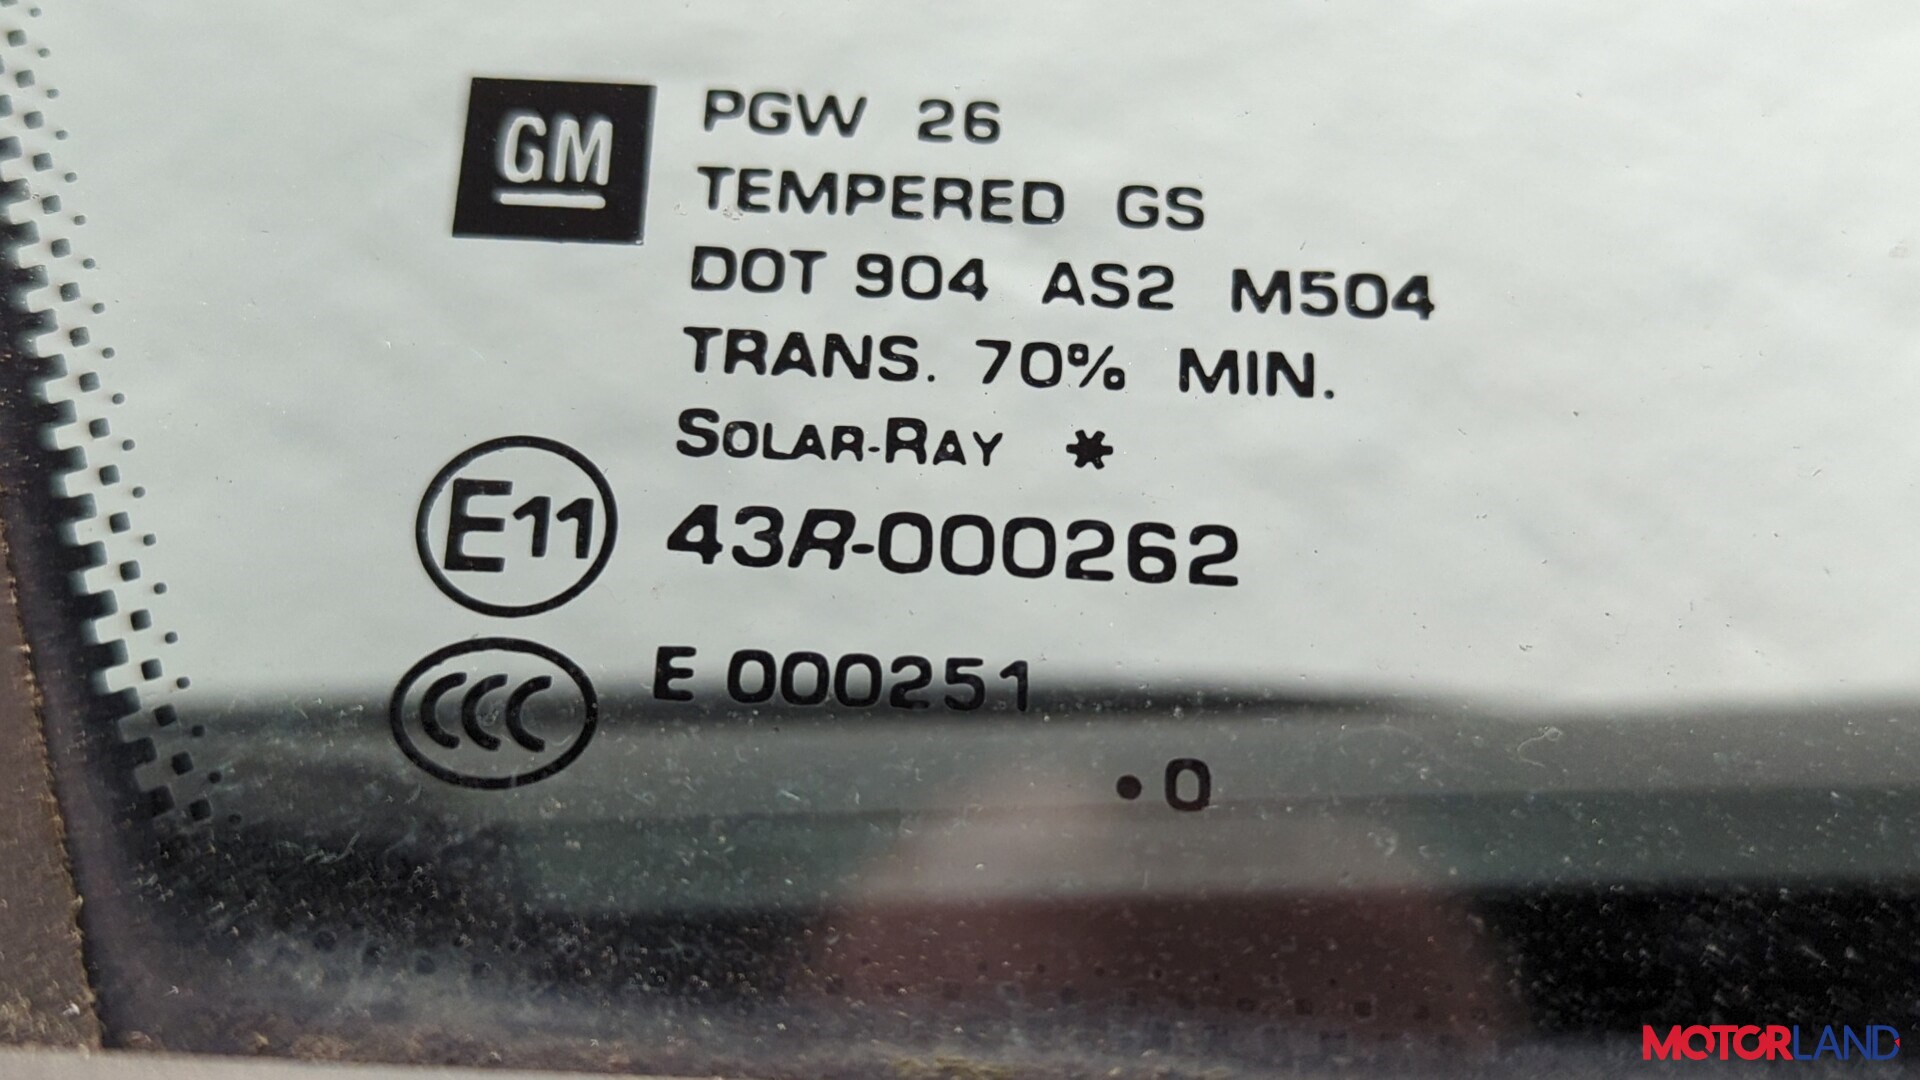 GM
PGW 26
TEMPERED GS
DOT 904 AS2 M504
TRANS. 70% MIN.
SOLAR-RAY *
E11 43R-000262
CCC E 000251
• 0
MOTORLAND